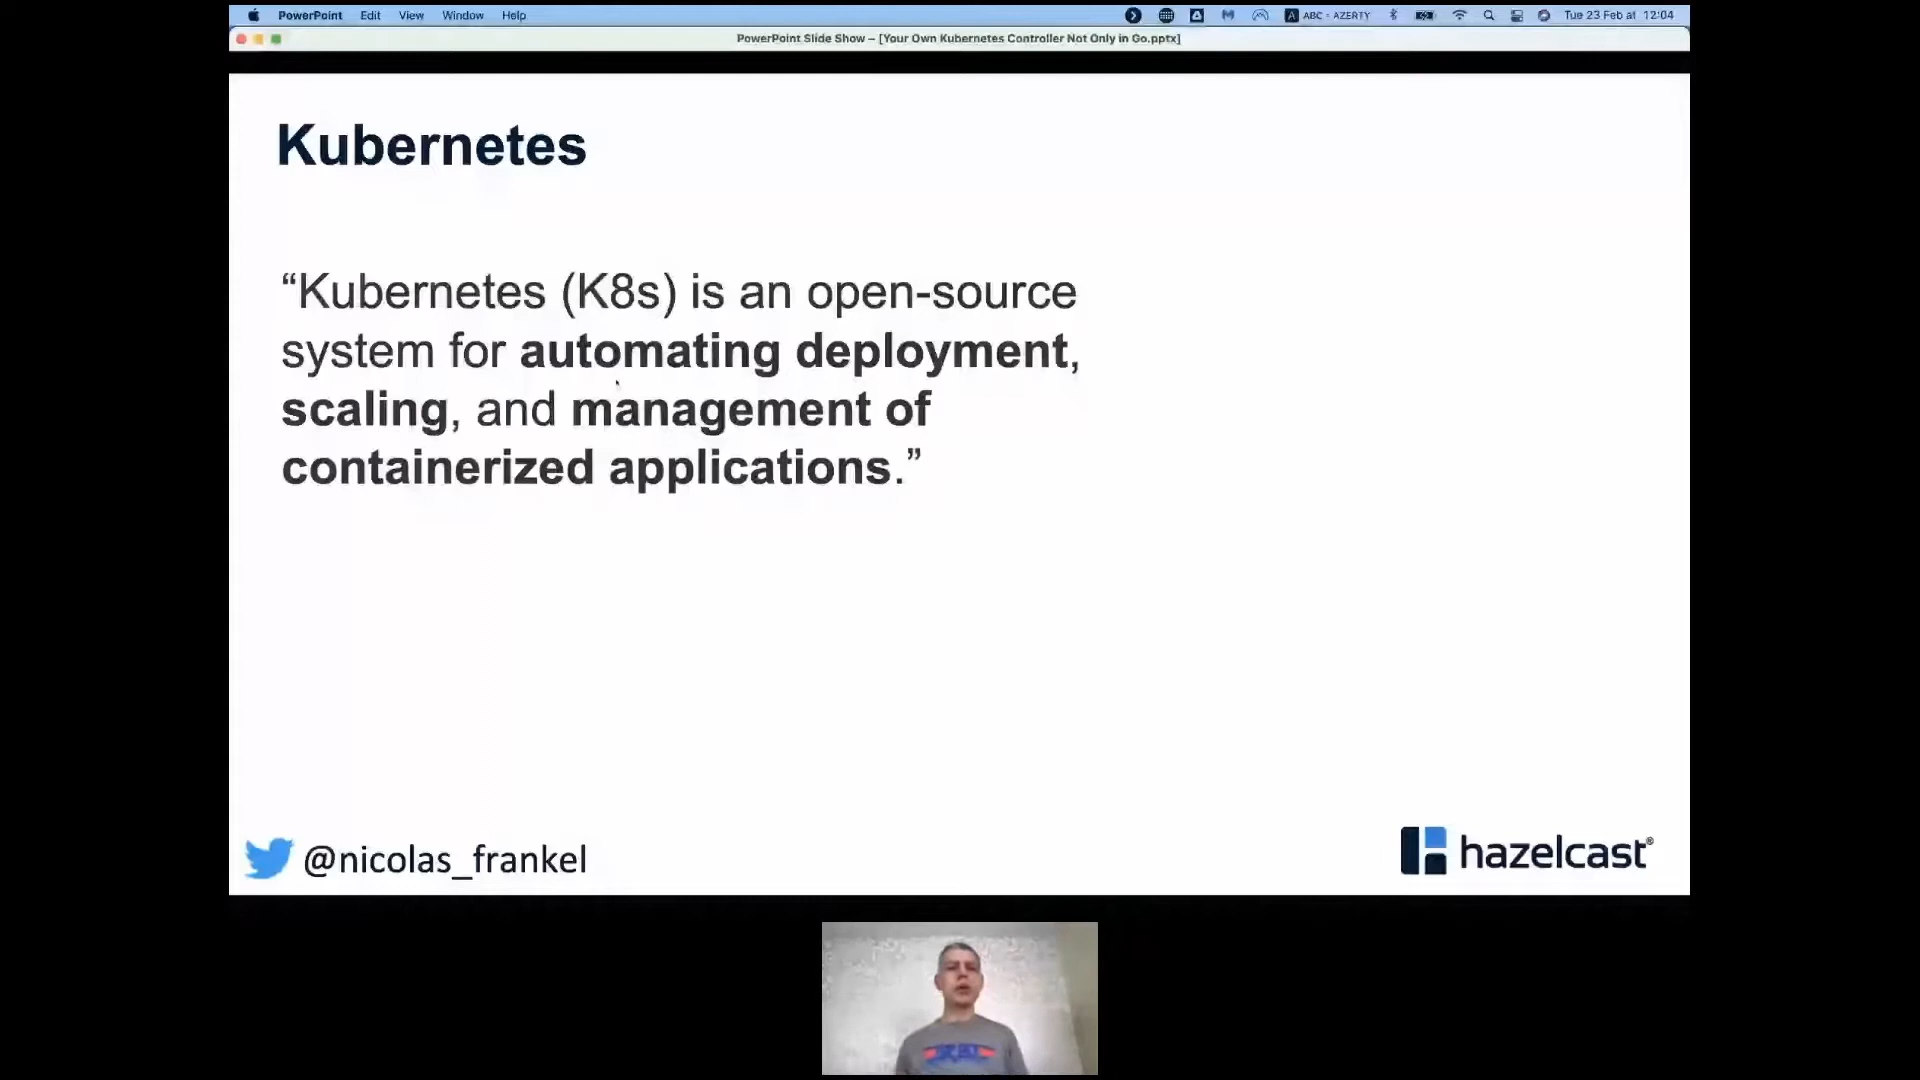 PowerPoint Edit View Window Help
A ABC - AZERTY Tue 23 Feb at 12:04
PowerPoint Slide Show – [Your Own Kubernetes Controller Not Only in Go.pptx]
Kubernetes
“Kubernetes (K8s) is an open-source
system for automating deployment,
scaling, and management of
containerized applications.”
@nicolas_frankel
hazelcast®